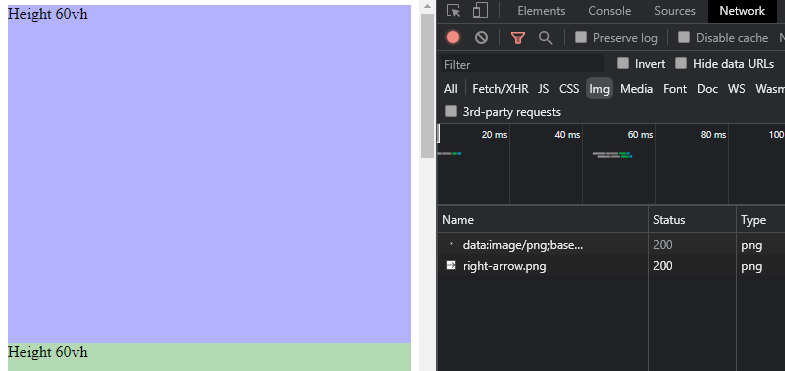 Height 60vh
Height 60vh
Elements Console Sources Network
Preserve log Disable cache N
Filter Invert Hide data URLs
All Fetch/XHR JS CSS Img Media Font Doc WS Wasm
3rd-party requests
20 ms 40 ms 60 ms 80 ms 100
Name Status Type
data:image/png;base... 200 png
right-arrow.png 200 png